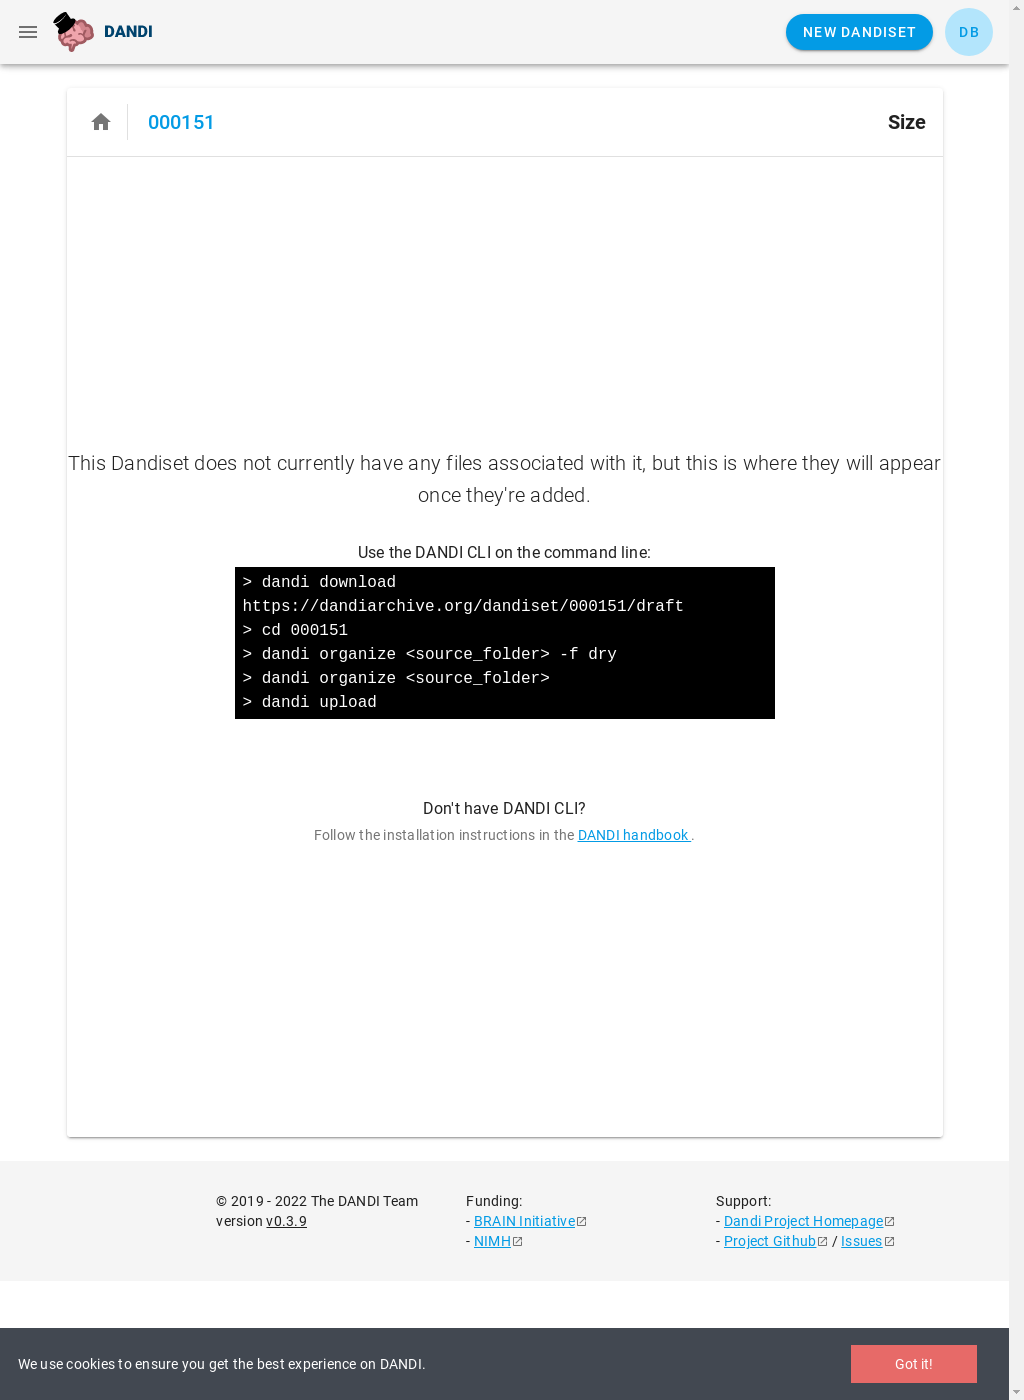 DANDI
NEW DANDISET
DB
000151
Size
This Dandiset does not currently have any files associated with it, but this is where they will appear
once they're added.
Use the DANDI CLI on the command line:
> dandi download
https://dandiarchive.org/dandiset/000151/draft
> cd 000151
> dandi organize <source_folder> -f dry
> dandi organize <source_folder>
> dandi upload
Don't have DANDI CLI?
Follow the installation instructions in the DANDI handbook .
© 2019 - 2022 The DANDI Team
version v0.3.9
Funding:
- BRAIN Initiative
- NIMH
Support:
- Dandi Project Homepage
- Project Github / Issues
We use cookies to ensure you get the best experience on DANDI.
Got it!